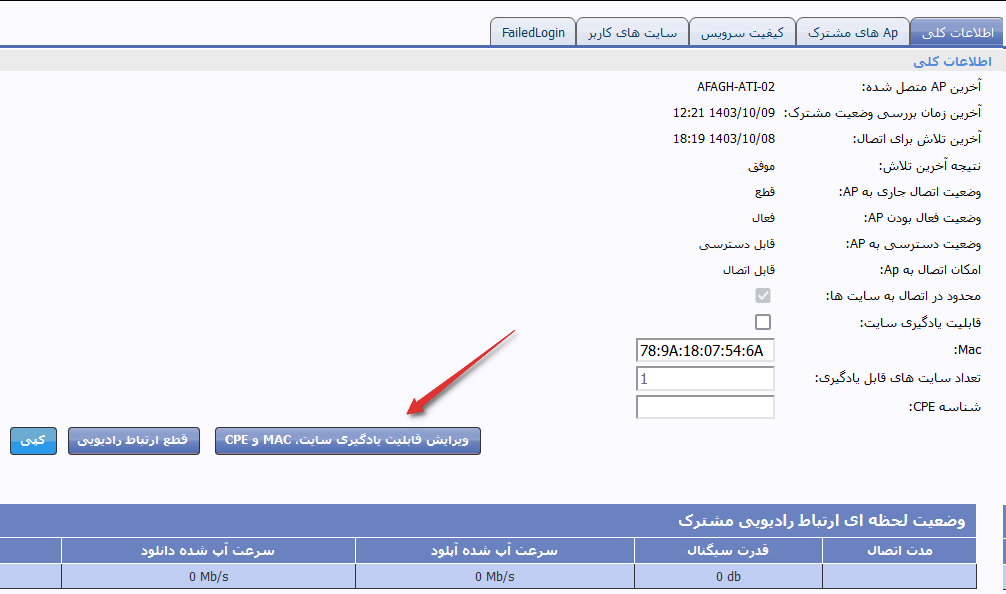 اطلاعات کلی
Ap های مشترک
کیفیت سرویس
سایت های کاربر
FailedLogin
اطلاعات کلی
آخرین AP متصل شده: AFAGH-ATI-02
آخرین زمان بررسی وضعیت مشترک: 1403/10/09 12:21
آخرین تلاش برای اتصال: 1403/10/08 18:19
نتیجه آخرین تلاش: موفق
وضعیت اتصال جاری به AP: قطع
وضعیت فعال بودن AP: فعال
وضعیت دسترسی به AP: قابل دسترسی
امکان اتصال به Ap: قابل اتصال
محدود در اتصال به سایت ها:
قابلیت یادگیری سایت:
Mac: 78:9A:18:07:54:6A
تعداد سایت های قابل یادگیری: 1
شناسه CPE:
ویرایش قابلیت یادگیری سایت، MAC و CPE
قطع ارتباط رادیویی
کپی
وضعیت لحظه ای ارتباط رادیویی مشترک
مدت اتصال قدرت سیگنال سرعت آپ شده آپلود سرعت آپ شده دانلود
0 db 0 Mb/s 0 Mb/s